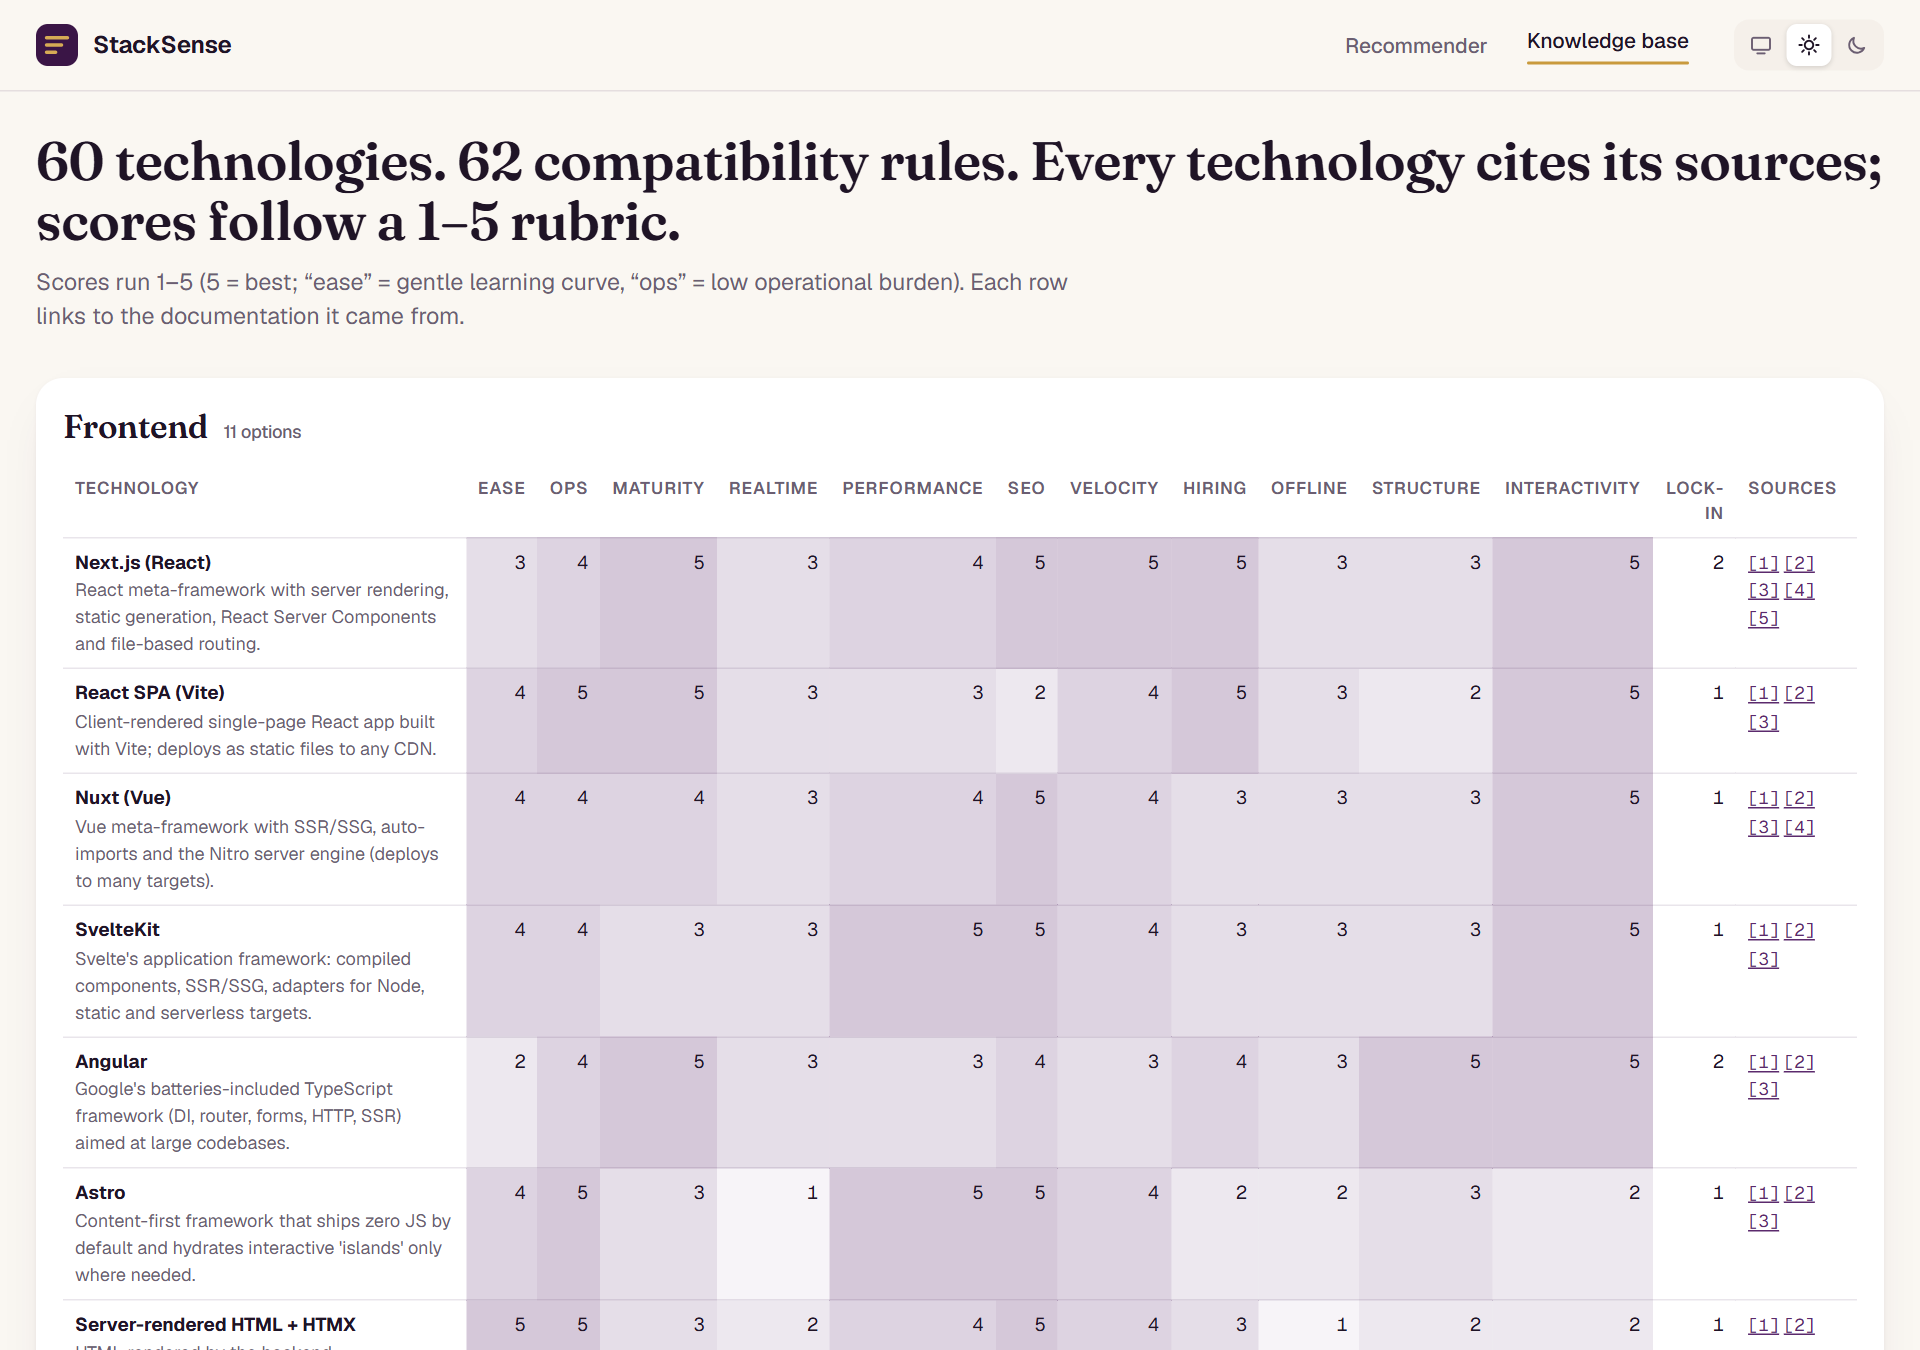 StackSense
Recommender
Knowledge base
60 technologies. 62 compatibility rules. Every technology cites its sources;
scores follow a 1–5 rubric.
Scores run 1–5 (5 = best; “ease” = gentle learning curve, “ops” = low operational burden). Each row
links to the documentation it came from.
Frontend 11 options
TECHNOLOGY EASE OPS MATURITY REALTIME PERFORMANCE SEO VELOCITY HIRING OFFLINE STRUCTURE INTERACTIVITY LOCK-
IN SOURCES
Next.js (React) 3 4 5 3 4 5 5 5 3 3 5 2 [1] [2]
React meta-framework with server rendering, [3] [4]
static generation, React Server Components [5]
and file-based routing.
React SPA (Vite) 4 5 5 3 3 2 4 5 3 2 5 1 [1] [2]
Client-rendered single-page React app built [3]
with Vite; deploys as static files to any CDN.
Nuxt (Vue) 4 4 4 3 4 5 4 3 3 3 5 1 [1] [2]
Vue meta-framework with SSR/SSG, auto- [3] [4]
imports and the Nitro server engine (deploys
to many targets).
SvelteKit 4 4 3 3 5 5 4 3 3 3 5 1 [1] [2]
Svelte's application framework: compiled [3]
components, SSR/SSG, adapters for Node,
static and serverless targets.
Angular 2 4 5 3 3 4 3 4 3 5 5 2 [1] [2]
Google's batteries-included TypeScript [3]
framework (DI, router, forms, HTTP, SSR)
aimed at large codebases.
Astro 4 5 3 1 5 5 4 2 2 3 2 1 [1] [2]
Content-first framework that ships zero JS by [3]
default and hydrates interactive 'islands' only
where needed.
Server-rendered HTML + HTMX 5 5 3 2 4 5 4 3 1 2 2 1 [1] [2]